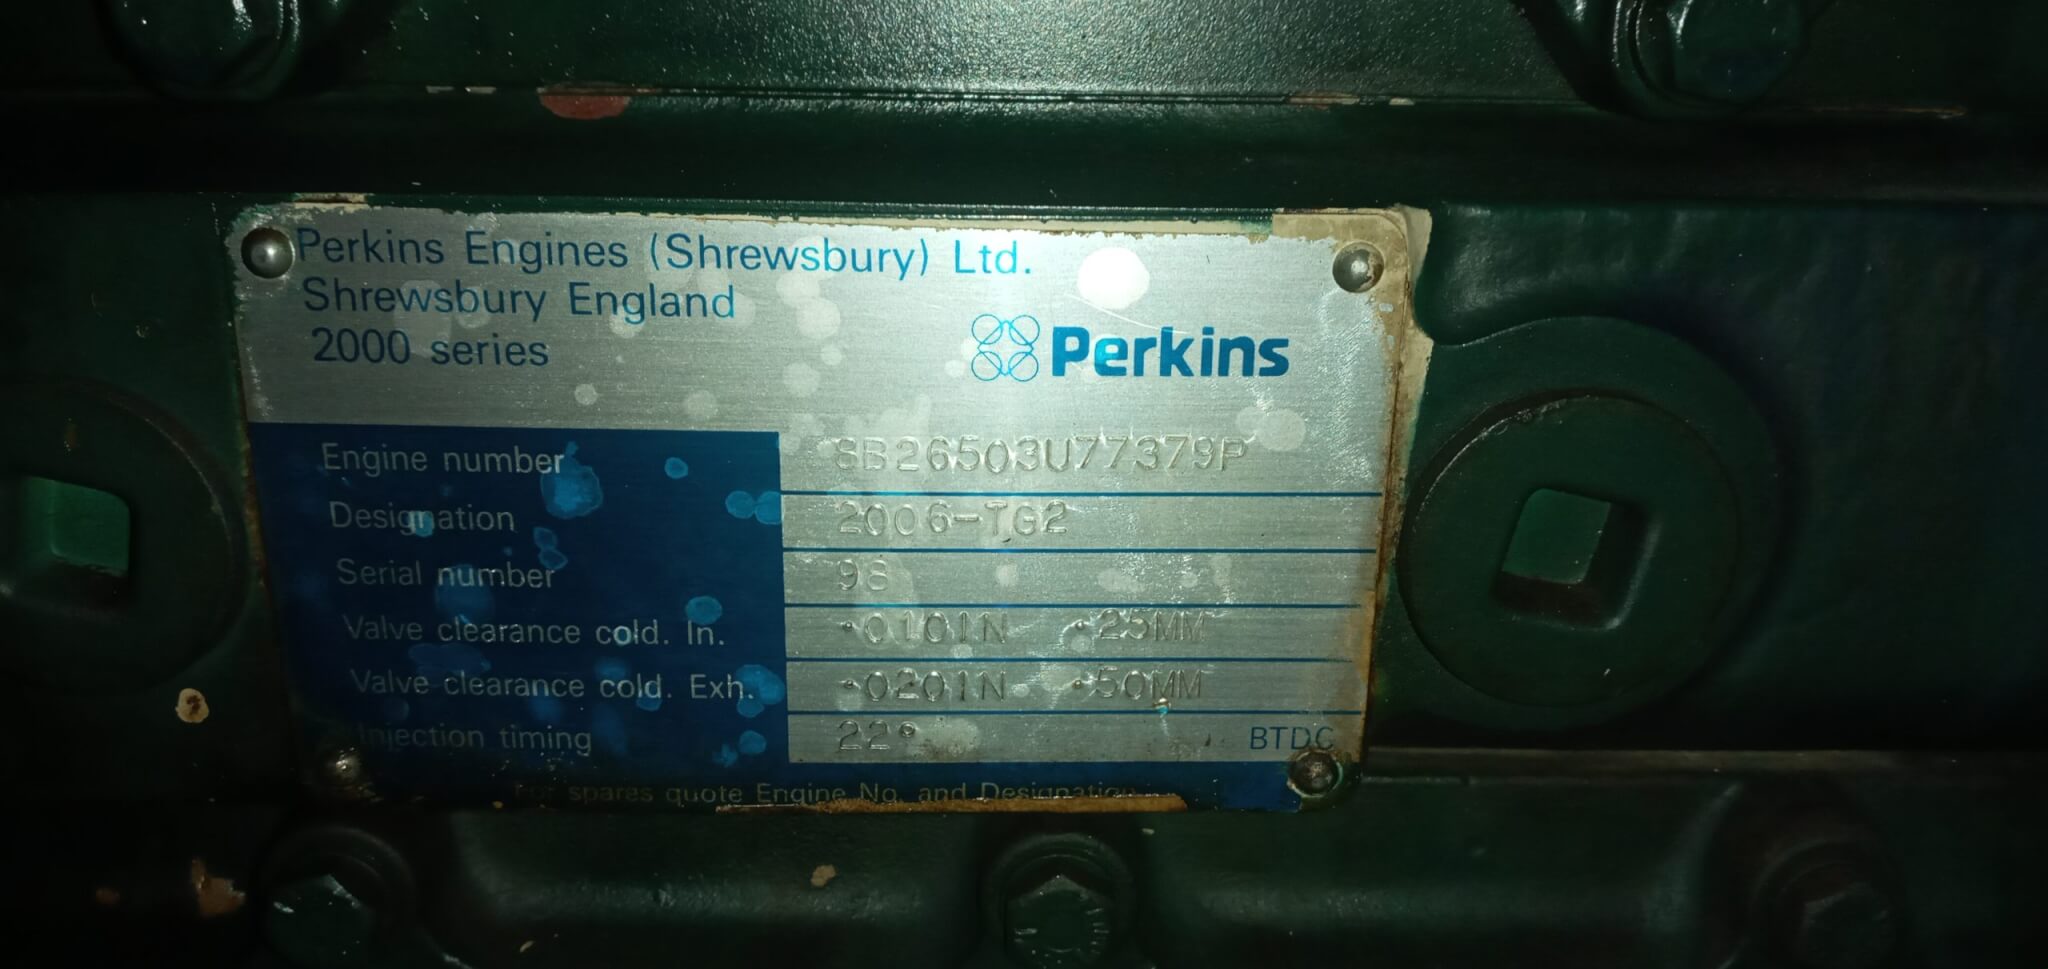 Perkins Engines (Shrewsbury) Ltd.
Shrewsbury England
2000 series
Perkins
Engine number SB26503U77379P
Designation 2006-TG2
Serial number 98
Valve clearance cold. In. .010IN .25MM
Valve clearance cold. Exh. .020IN .50MM
Injection timing 22° BTDC
For spares quote Engine No. and Designation